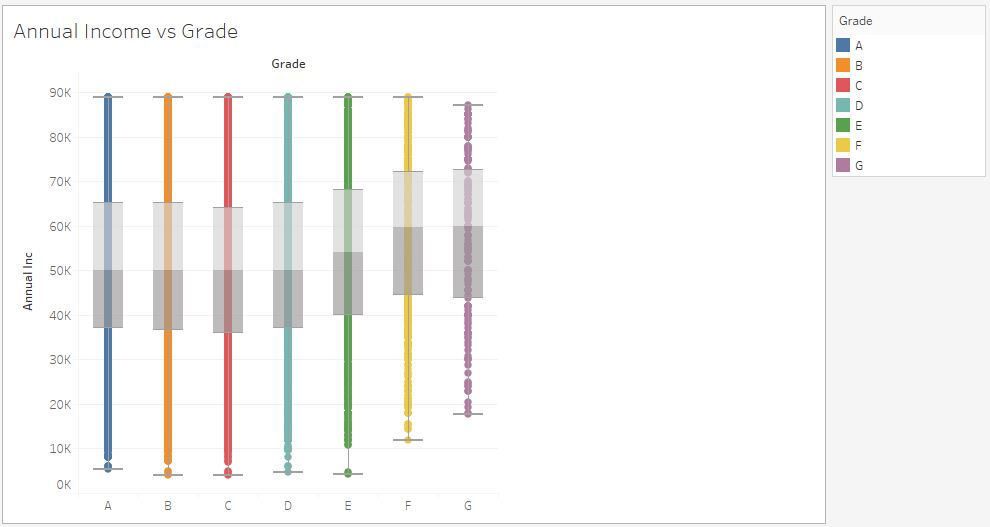 Annual Income vs Grade
Grade
Annual Inc
90K
80K
70K
60K
50K
40K
30K
20K
10K
0K
A B C D E F G
Grade
A
B
C
D
E
F
G